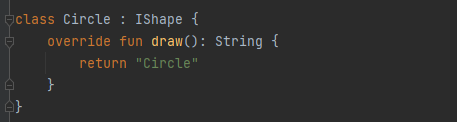 class Circle : IShape {
    override fun draw(): String {
        return "Circle"
    }
}